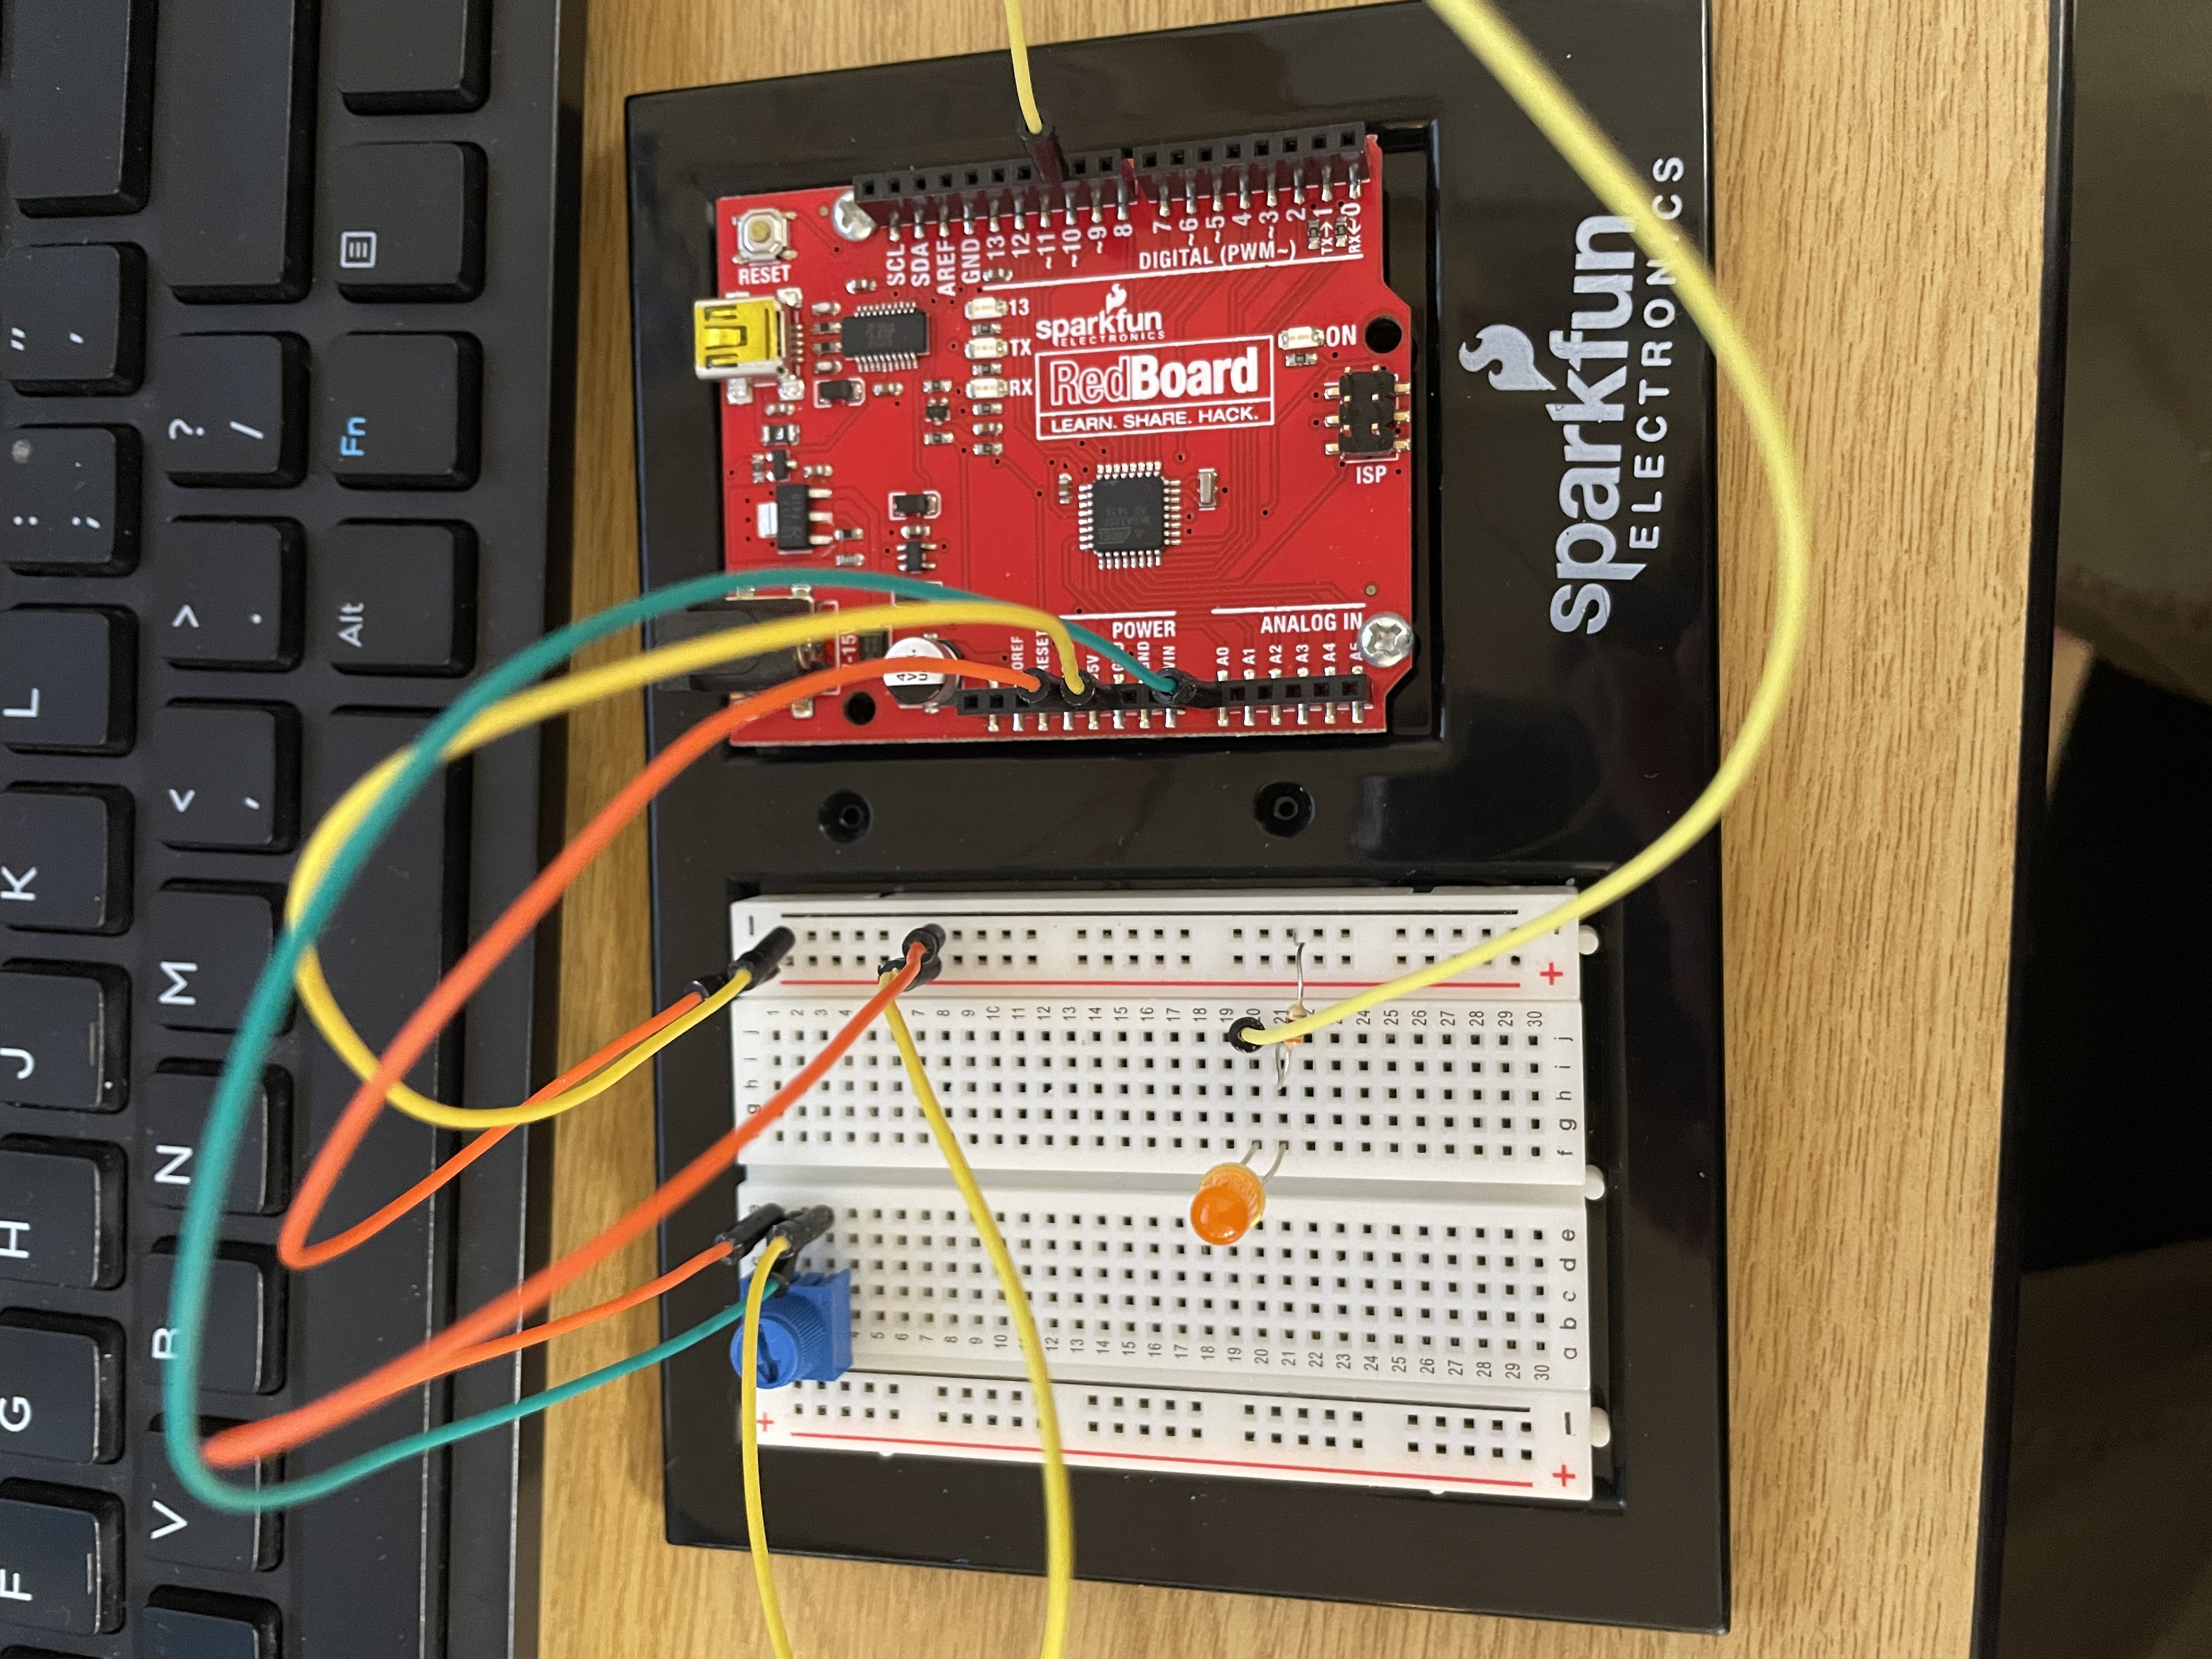 F G H J K L : ; " '
V B N M < , > . ? /
Alt Fn
+ e g h i j −
1
2
3
4
5
6
7
8
9
10
11
12
13
14
15
16
17
18
19
20
21
22
23
24
25
26
27
28
29
30
a b c d e f g h i j
+ − + −
RESET
7-15V
SCL
SDA
AREF
GND
13
12
~11
~10
~9
8
7
~6
~5
4
~3
2
TX→1
RX←0
DIGITAL (PWM~)
RX TX 13
sparkfun
ELECTRONICS
RedBoard
LEARN. SHARE. HACK.
5V
GND
VIN
POWER
A0
A1
A2
A3
A4
A5
ANALOG IN
ISP
ON
sparkfun
ELECTRONICS